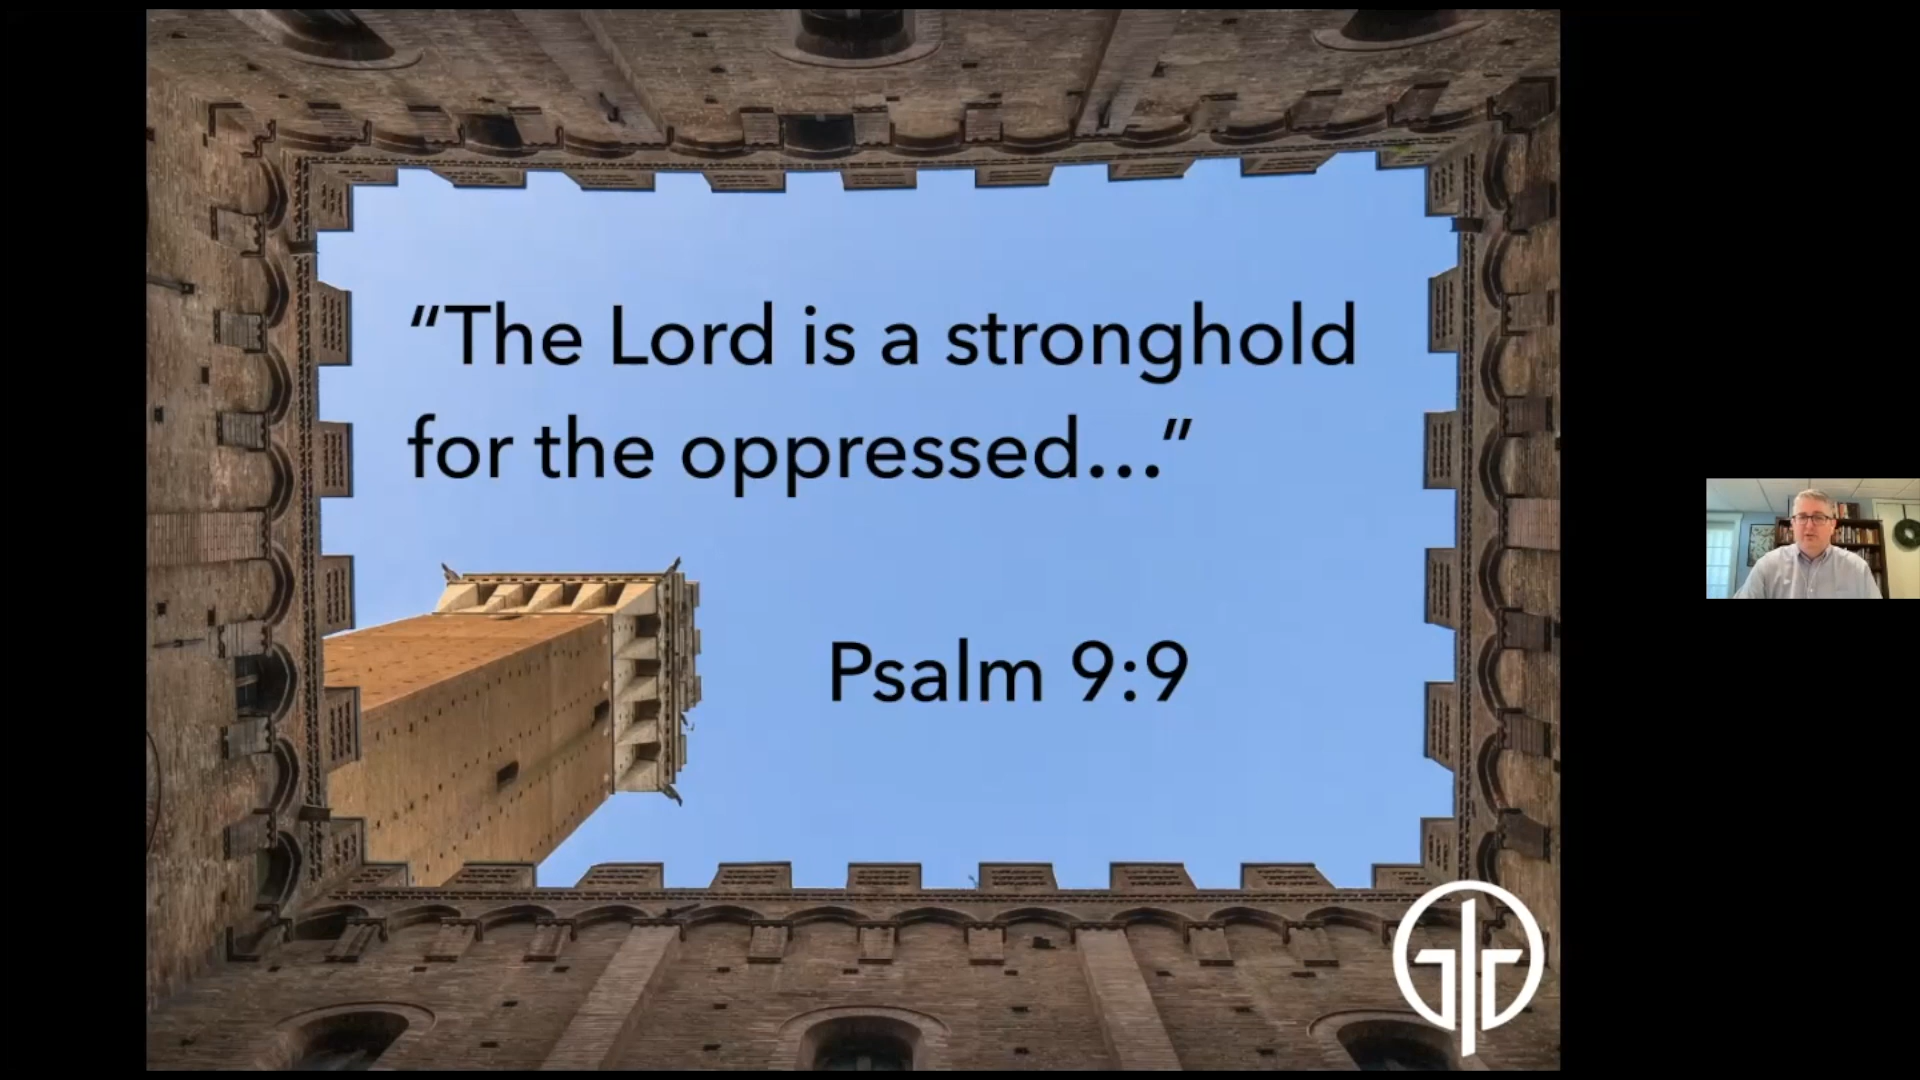 “The Lord is a stronghold
for the oppressed...”
Psalm 9:9